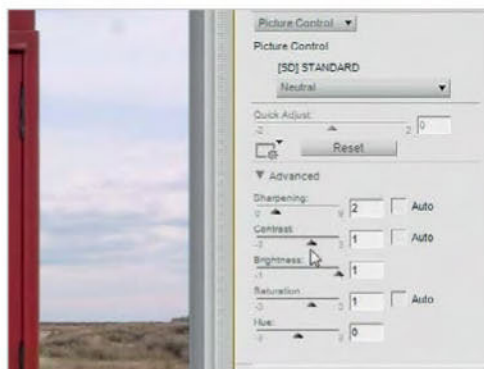 Picture Control
Picture Control
[SD] STANDARD
Neutral
Quick Adjust:
-2 2 0
Reset
Advanced
Sharpening:
0 9 2 Auto
Contrast
-3 3 1 Auto
Brightness:
-1 1
Saturation
-3 3 1 Auto
Hue:
0